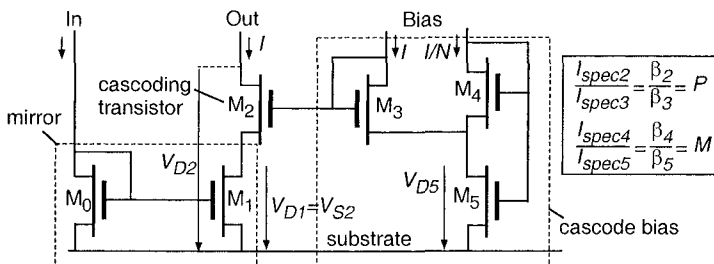 In
Out
Bias
I
I
I/N
cascoding
transistor
mirror
M2
M3
M4
VD2
M0
M1
VD1=VS2
VD5
M5
substrate
cascode bias
Ispec2/Ispec3 = β2/β3 = P
Ispec4/Ispec5 = β4/β5 = M